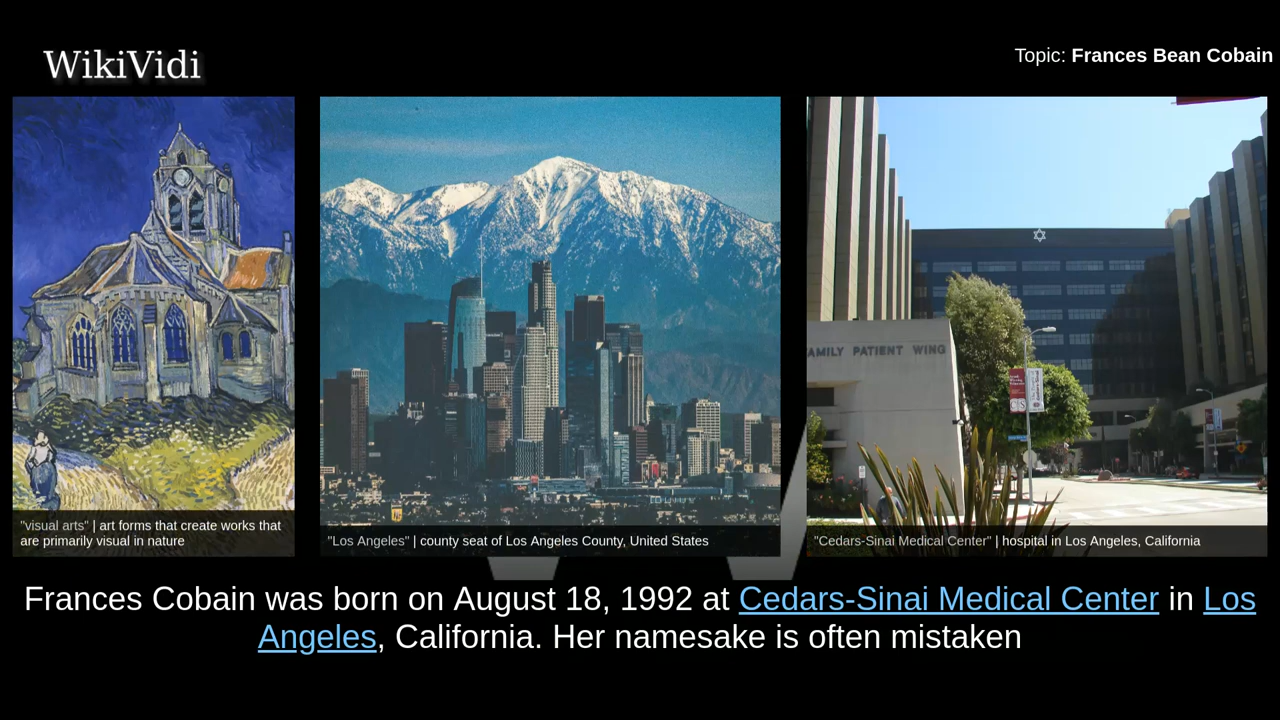 WikiVidi
Topic: Frances Bean Cobain
AMILY PATIENT WING
"visual arts" | art forms that create works that
are primarily visual in nature
"Los Angeles" | county seat of Los Angeles County, United States
"Cedars-Sinai Medical Center" | hospital in Los Angeles, California
Frances Cobain was born on August 18, 1992 at Cedars-Sinai Medical Center in Los
Angeles, California. Her namesake is often mistaken